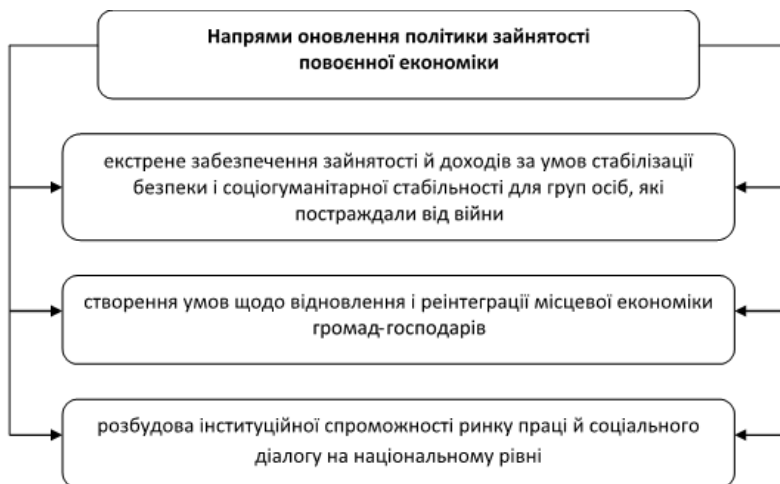 Напрями оновлення політики зайнятості
повоєнної економіки
екстрене забезпечення зайнятості й доходів за умов стабілізації
безпеки і соціогуманітарної стабільності для груп осіб, які
постраждали від війни
створення умов щодо відновлення і реінтеграції місцевої економіки
громад-господарів
розбудова інституційної спроможності ринку праці й соціального
діалогу на національному рівні